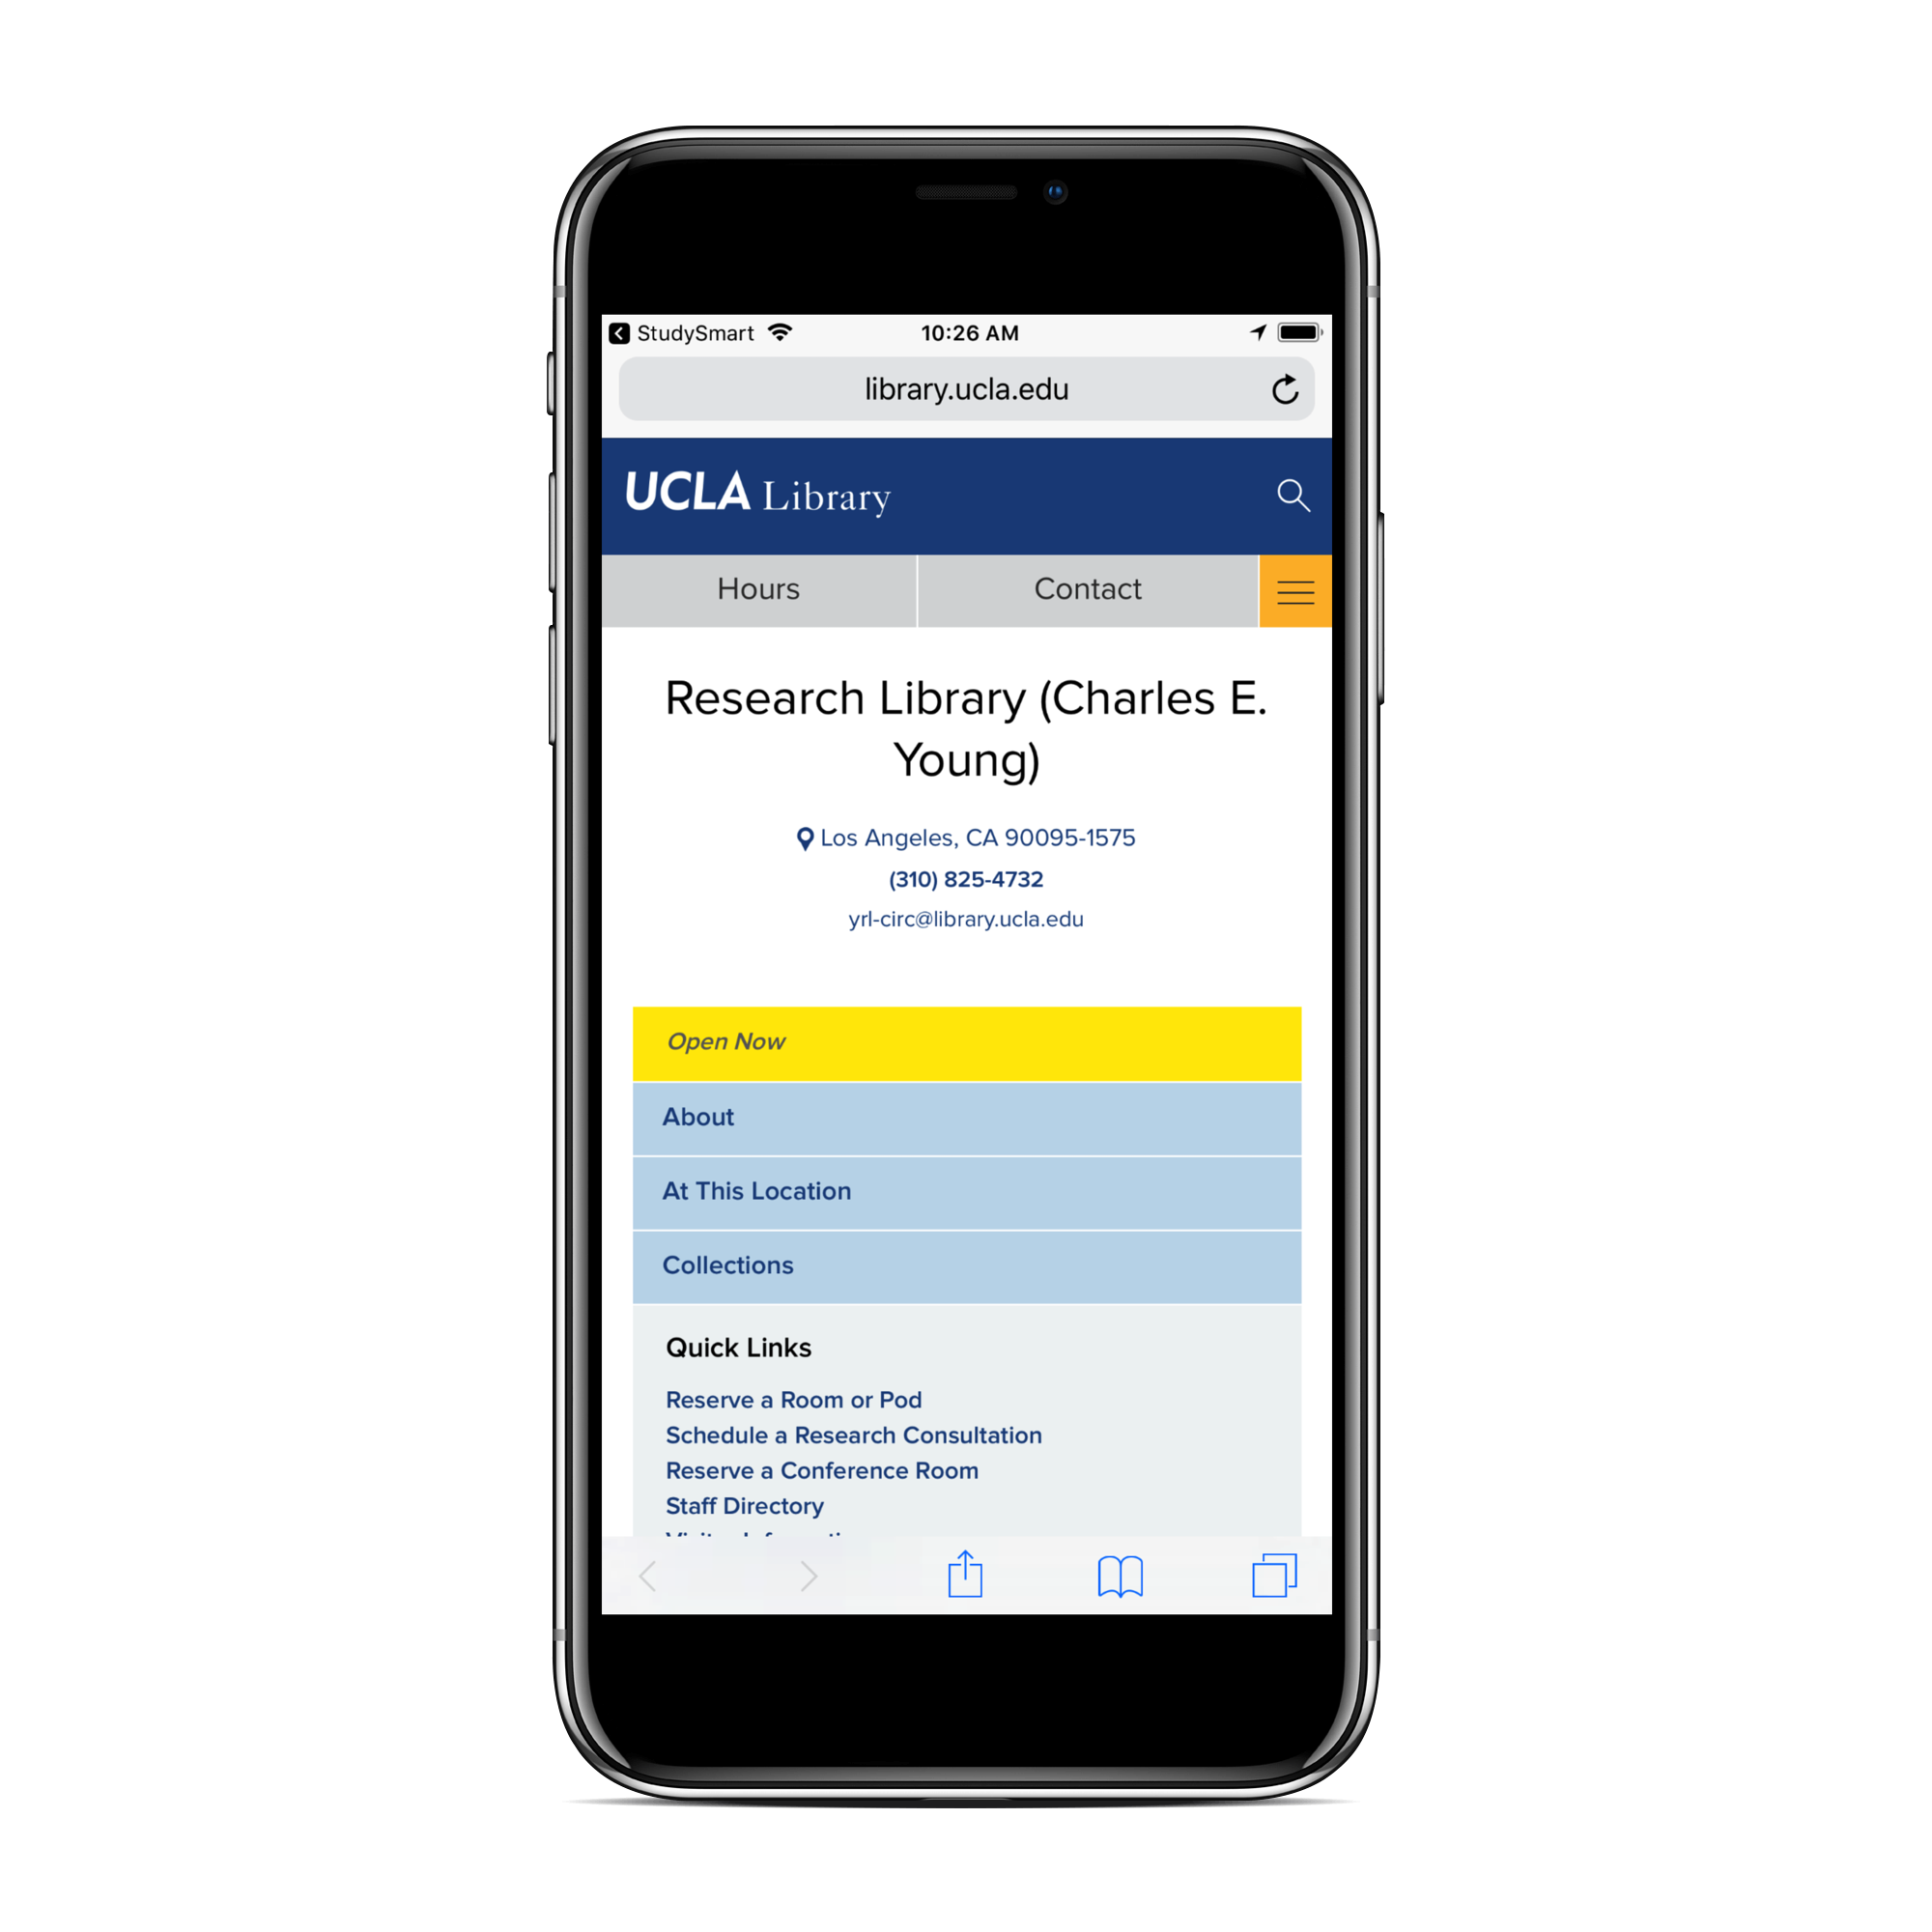 StudySmart
10:26 AM
library.ucla.edu
UCLA Library
Hours
Contact
Research Library (Charles E.
Young)
Los Angeles, CA 90095-1575
(310) 825-4732
yrl-circ@library.ucla.edu
Open Now
About
At This Location
Collections
Quick Links
Reserve a Room or Pod
Schedule a Research Consultation
Reserve a Conference Room
Staff Directory